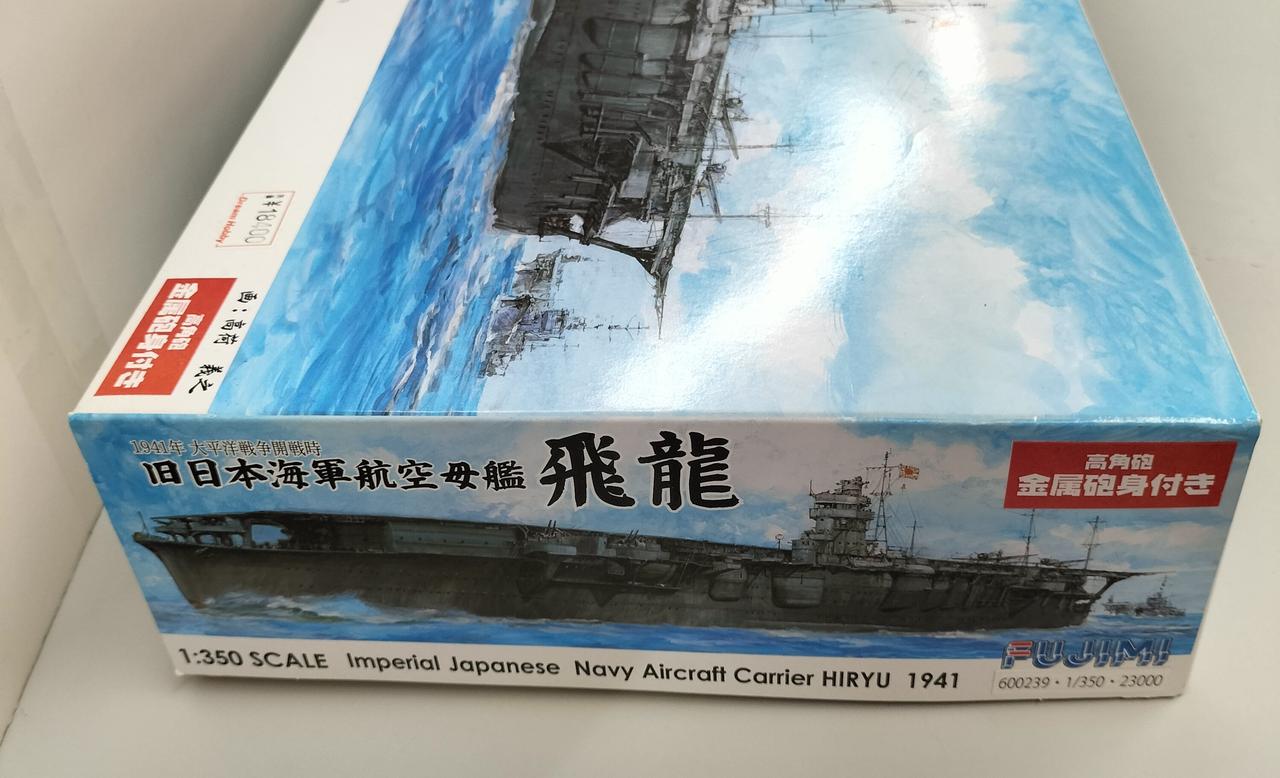 ¥18400
Dream Hobby
高角砲
金属砲身付き
画：高荷 義之
1941年 太平洋戦争開戦時
旧日本海軍航空母艦 飛龍
高角砲
金属砲身付き
FUJIMI
1:350 SCALE Imperial Japanese Navy Aircraft Carrier HIRYU 1941
600239・1/350・23000